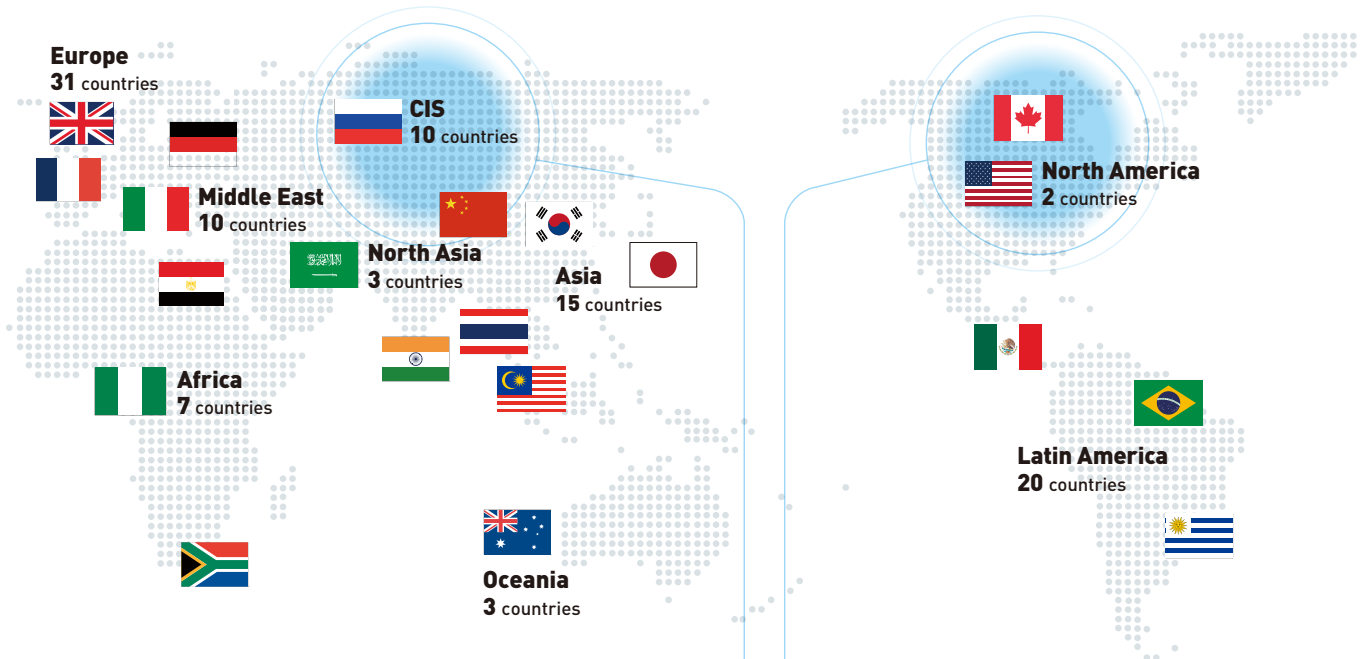 Europe
31 countries
CIS
10 countries
North America
2 countries
Middle East
10 countries
North Asia
3 countries
Asia
15 countries
Africa
7 countries
Latin America
20 countries
Oceania
3 countries